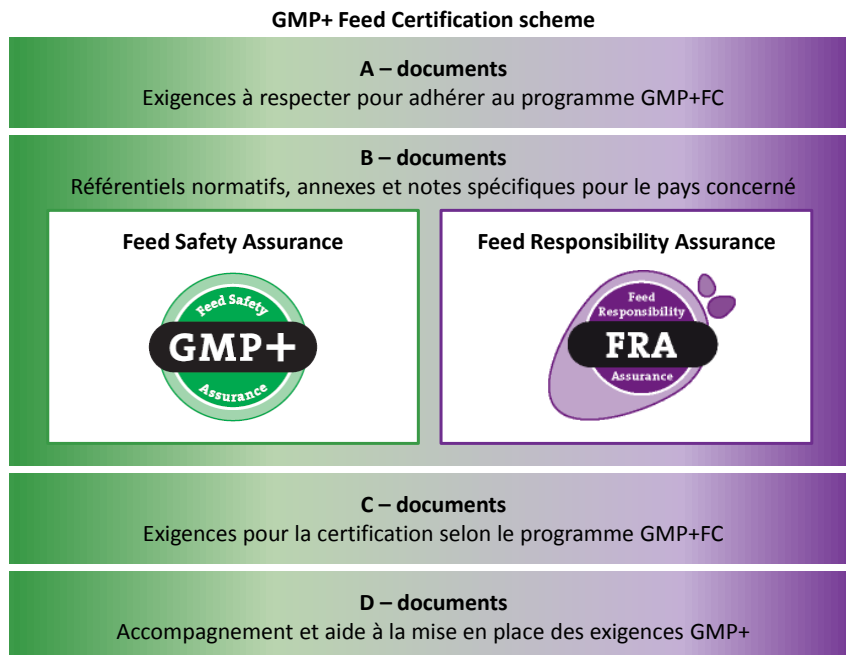 GMP+ Feed Certification scheme
A – documents
Exigences à respecter pour adhérer au programme GMP+FC
B – documents
Référentiels normatifs, annexes et notes spécifiques pour le pays concerné
Feed Safety Assurance
Feed Safety
GMP+
Assurance
Feed Responsibility Assurance
Feed
Responsibility
FRA
Assurance
C – documents
Exigences pour la certification selon le programme GMP+FC
D – documents
Accompagnement et aide à la mise en place des exigences GMP+